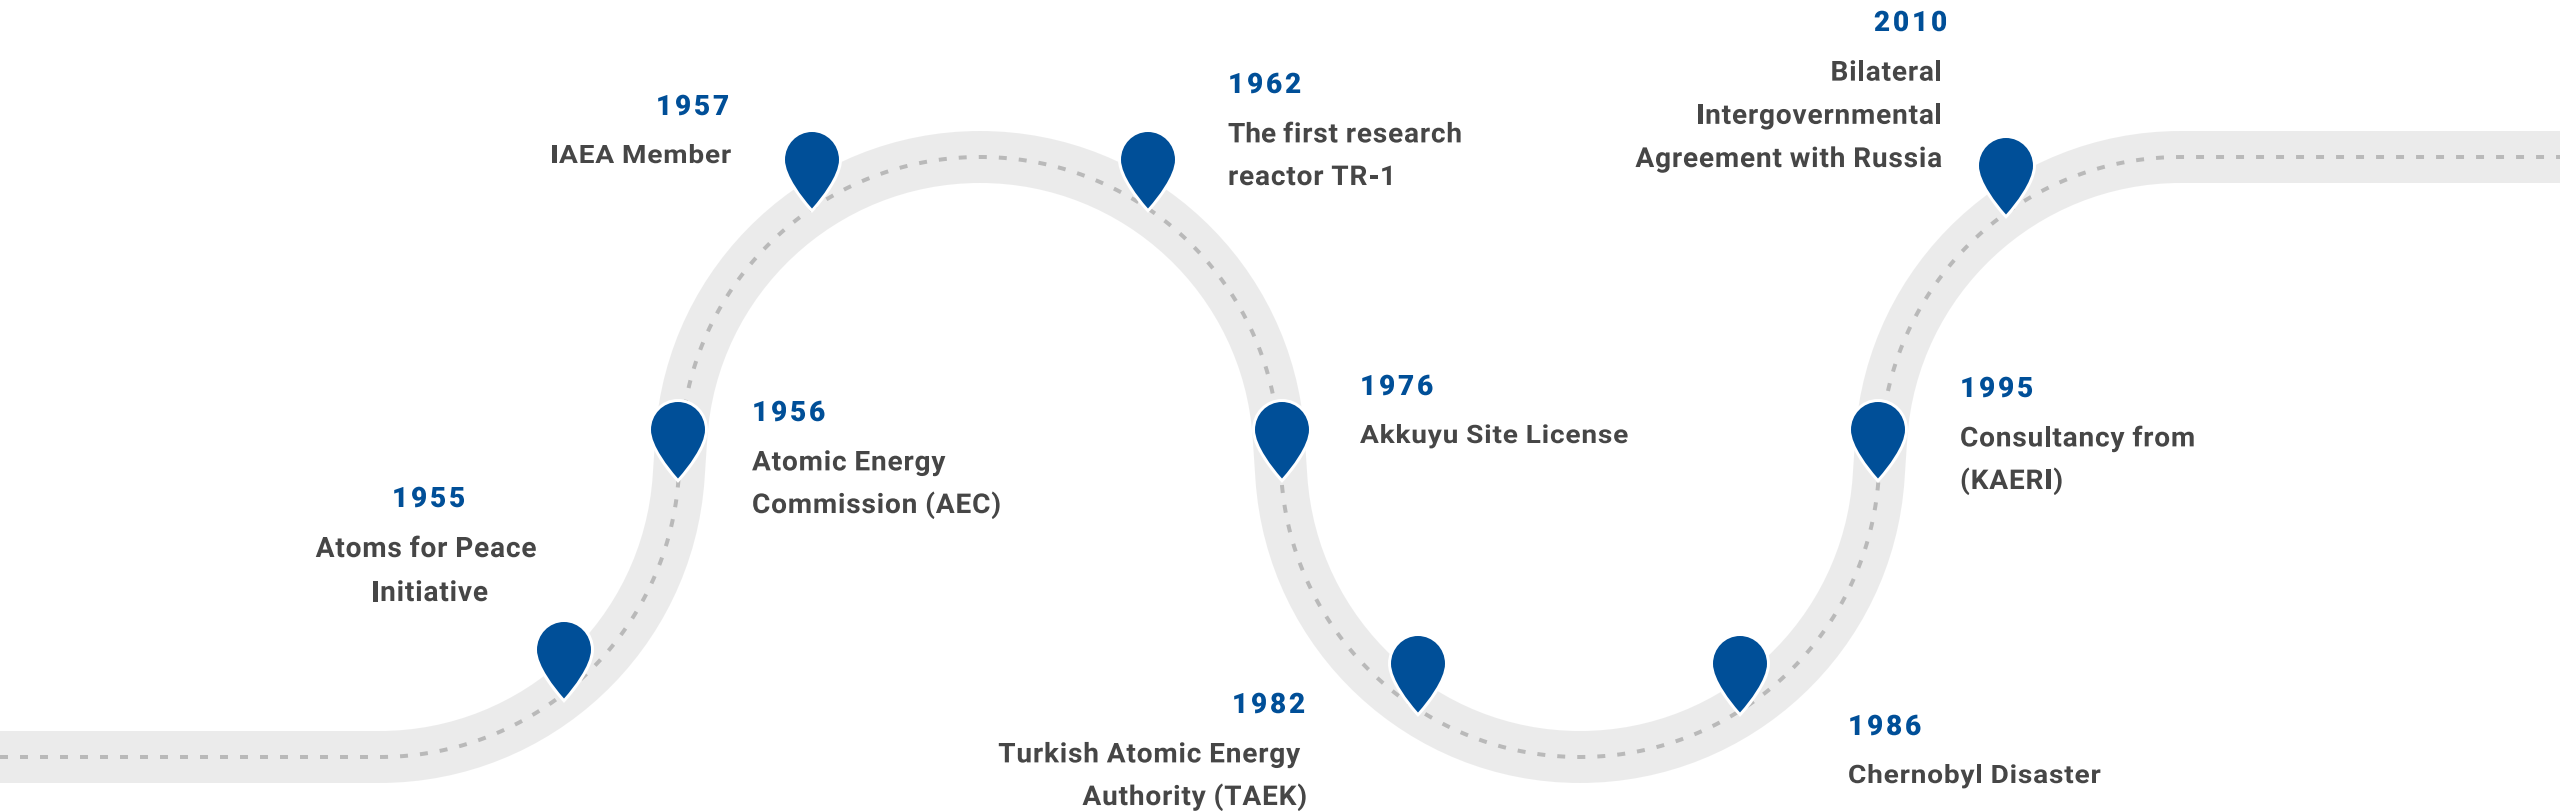 1955
Atoms for Peace
Initiative
1956
Atomic Energy
Commission (AEC)
1957
IAEA Member
1962
The first research
reactor TR-1
1976
Akkuyu Site License
1982
Turkish Atomic Energy
Authority (TAEK)
1986
Chernobyl Disaster
1995
Consultancy from
(KAERI)
2010
Bilateral
Intergovernmental
Agreement with Russia